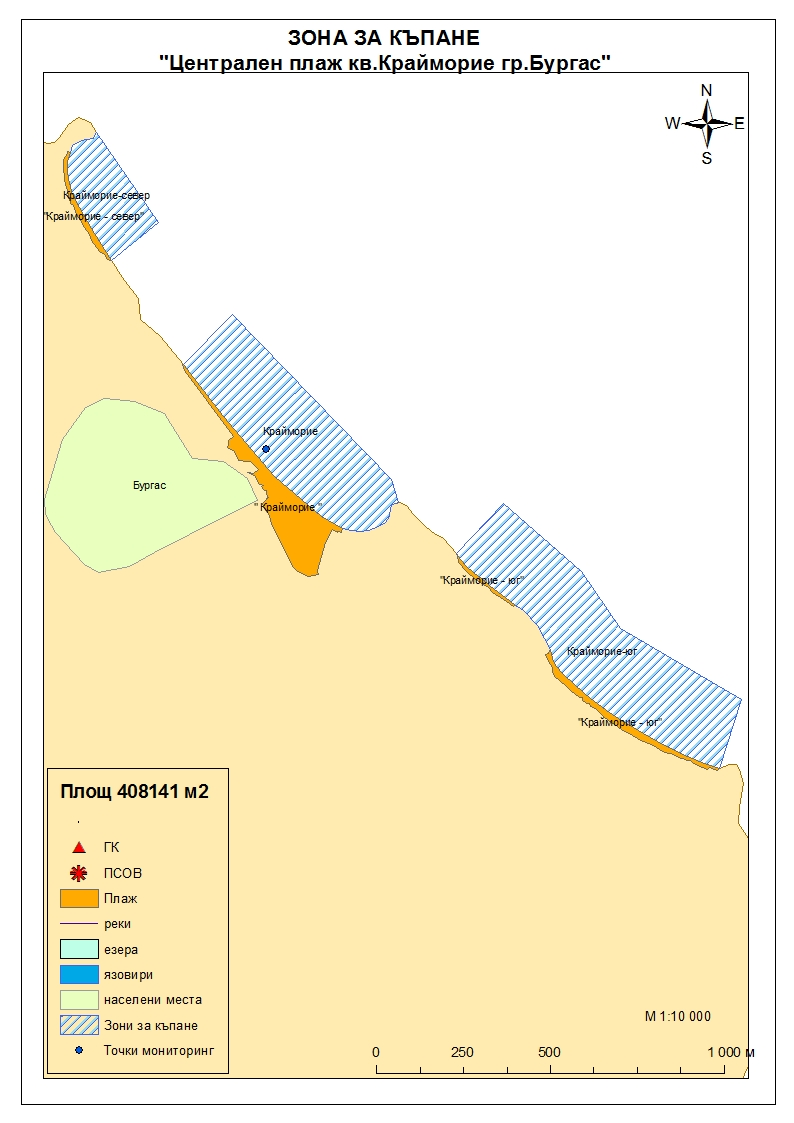 ЗОНА ЗА КЪПАНЕ
"Централен плаж кв.Крайморие гр.Бургас"
N
W E
S
Крайморие-север
"Крайморие - север"
Крайморие
Бургас
"Крайморие"
"Крайморие - юг"
Крайморие-юг
"Крайморие - юг"
Площ 408141 м2
ГК
ПСОВ
Плаж
реки
езера
язовири
населени места
Зони за къпане
Точки мониторинг
М 1:10 000
0 250 500 1 000 м